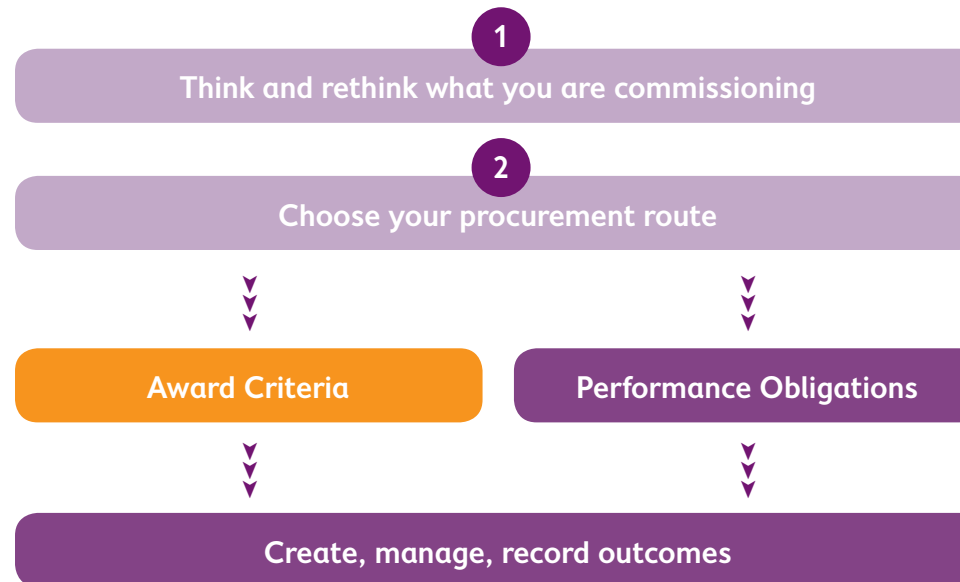 1
Think and rethink what you are commissioning
2
Choose your procurement route
Award Criteria
Performance Obligations
Create, manage, record outcomes